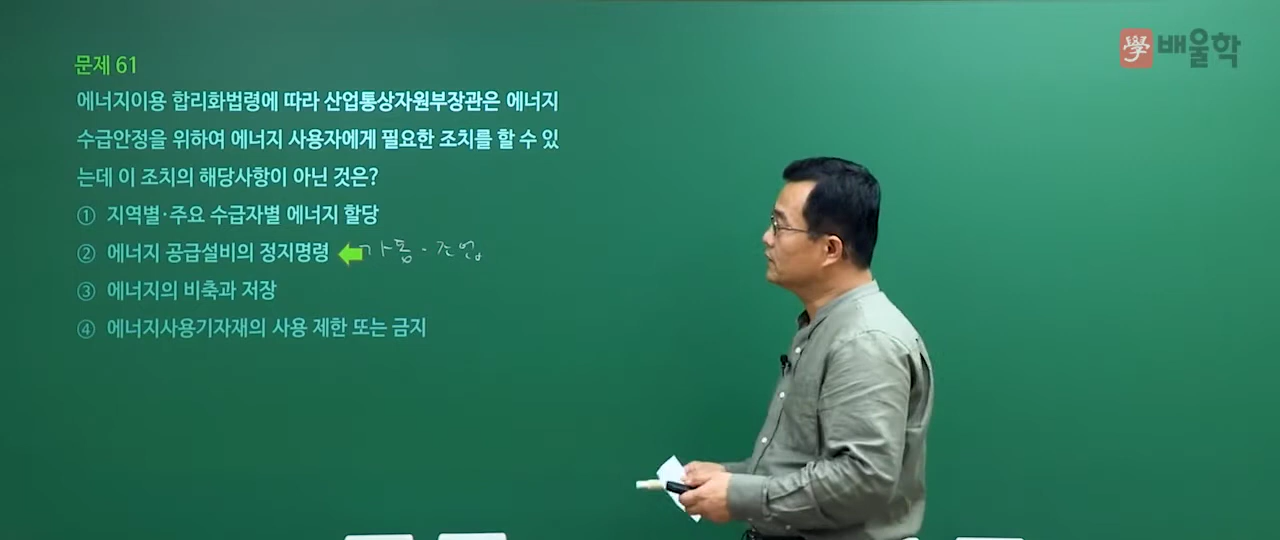 學 배울학
문제 61
에너지이용 합리화법령에 따라 산업통상자원부장관은 에너지
수급안정을 위하여 에너지 사용자에게 필요한 조치를 할 수 있
는데 이 조치의 해당사항이 아닌 것은?
① 지역별·주요 수급자별 에너지 할당
② 에너지 공급설비의 정지명령 가동·조업
③ 에너지의 비축과 저장
④ 에너지사용기자재의 사용 제한 또는 금지